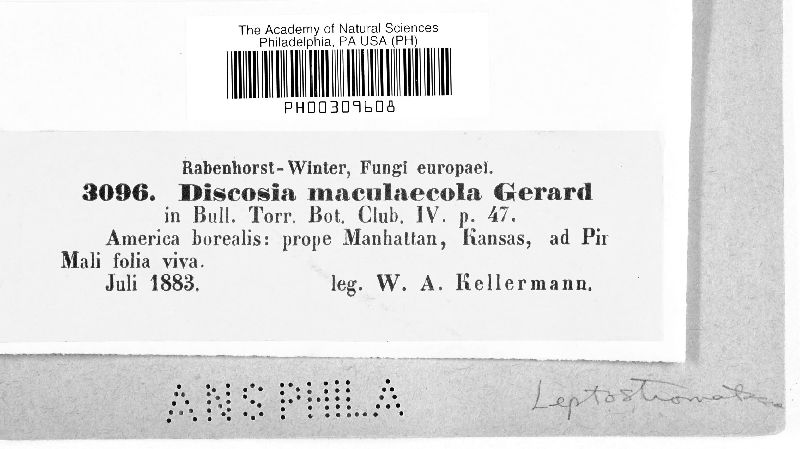 The Academy of Natural Sciences
Philadelphia, PA USA (PH)
PH00309608
Rabenhorst-Winter, Fungi europaei.
3096. Discosia maculaecola Gerard
in Bull. Torr. Bot. Club. IV. p. 47.
America borealis: prope Manhattan, Kansas, ad Pir
Mali folia viva.
Juli 1883. leg. W. A. Kellermann.
ANSPHILA